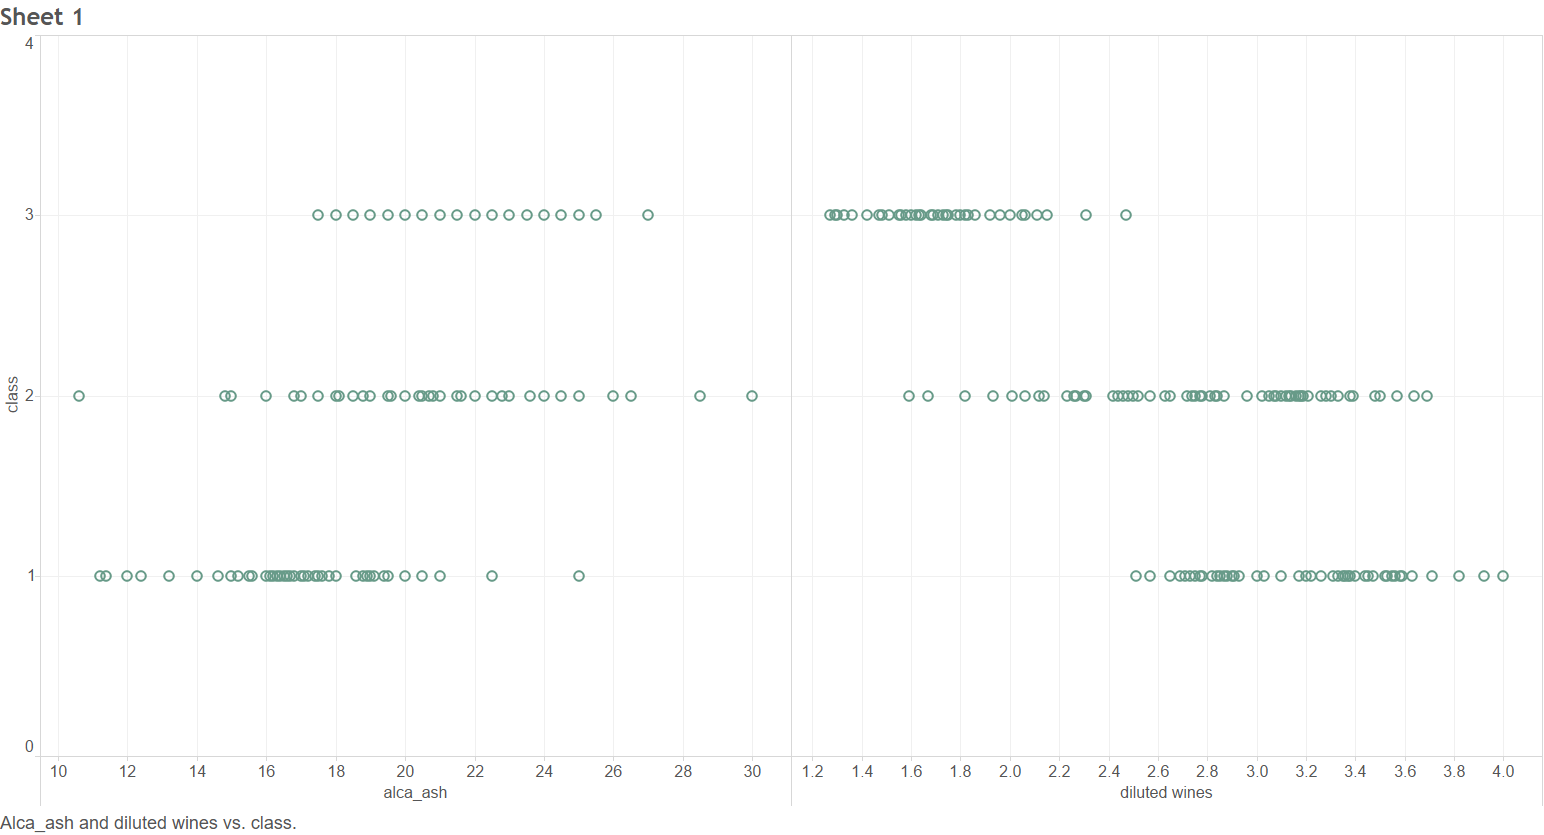 Sheet 1
4
3
2
1
0
class
10 12 14 16 18 20 22 24 26 28 30 1.2 1.4 1.6 1.8 2.0 2.2 2.4 2.6 2.8 3.0 3.2 3.4 3.6 3.8 4.0
alca_ash diluted wines
Alca_ash and diluted wines vs. class.